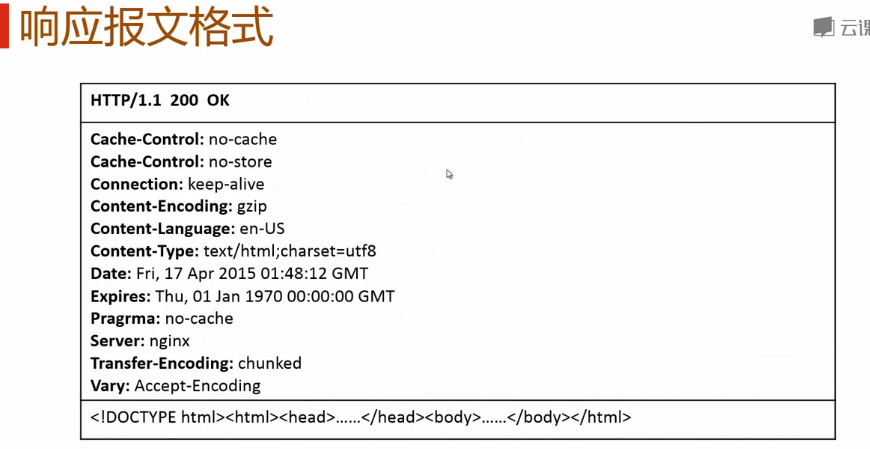 响应报文格式
云课
HTTP/1.1 200 OK
Cache-Control: no-cache
Cache-Control: no-store
Connection: keep-alive
Content-Encoding: gzip
Content-Language: en-US
Content-Type: text/html;charset=utf8
Date: Fri, 17 Apr 2015 01:48:12 GMT
Expires: Thu, 01 Jan 1970 00:00:00 GMT
Pragrma: no-cache
Server: nginx
Transfer-Encoding: chunked
Vary: Accept-Encoding
<!DOCTYPE html><html><head>……</head><body>……</body></html>